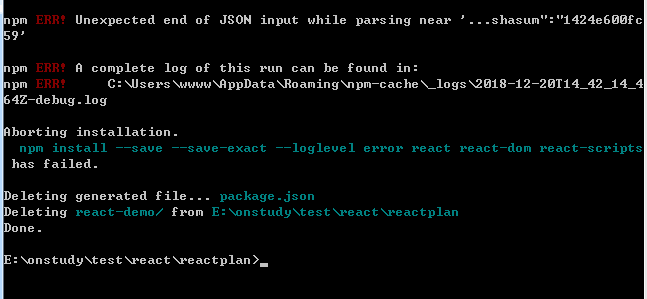 npm ERR! Unexpected end of JSON input while parsing near '...shasum":"1424e600fc
59'
npm ERR! A complete log of this run can be found in:
npm ERR!     C:\Users\wwww\AppData\Roaming\npm-cache\_logs\2018-12-20T14_42_14_4
64Z-debug.log
Aborting installation.
  npm install --save --save-exact --loglevel error react react-dom react-scripts
 has failed.
Deleting generated file... package.json
Deleting react-demo/ from E:\onstudy\test\react\reactplan
Done.
E:\onstudy\test\react\reactplan>_